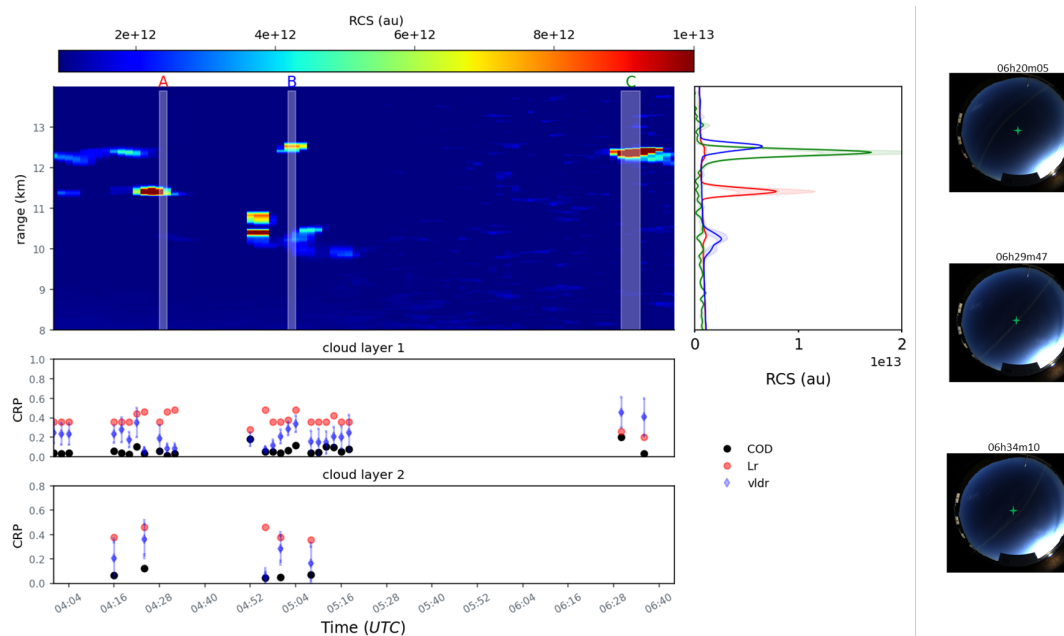 RCS (au)
2e+12 4e+12 6e+12 8e+12 1e+13
A B C
13
12
11
10
9
8
range (km)
0 1 2
1e13
RCS (au)
cloud layer 1
1.0
0.8
0.6
0.4
0.2
0.0
CRP
cloud layer 2
0.8
0.6
0.4
0.2
0.0
CRP
04:04 04:16 04:28 04:40 04:52 05:04 05:16 05:28 05:40 05:52 06:04 06:16 06:28 06:40
Time (UTC)
COD
Lr
vldr
06h20m05
06h29m47
06h34m10